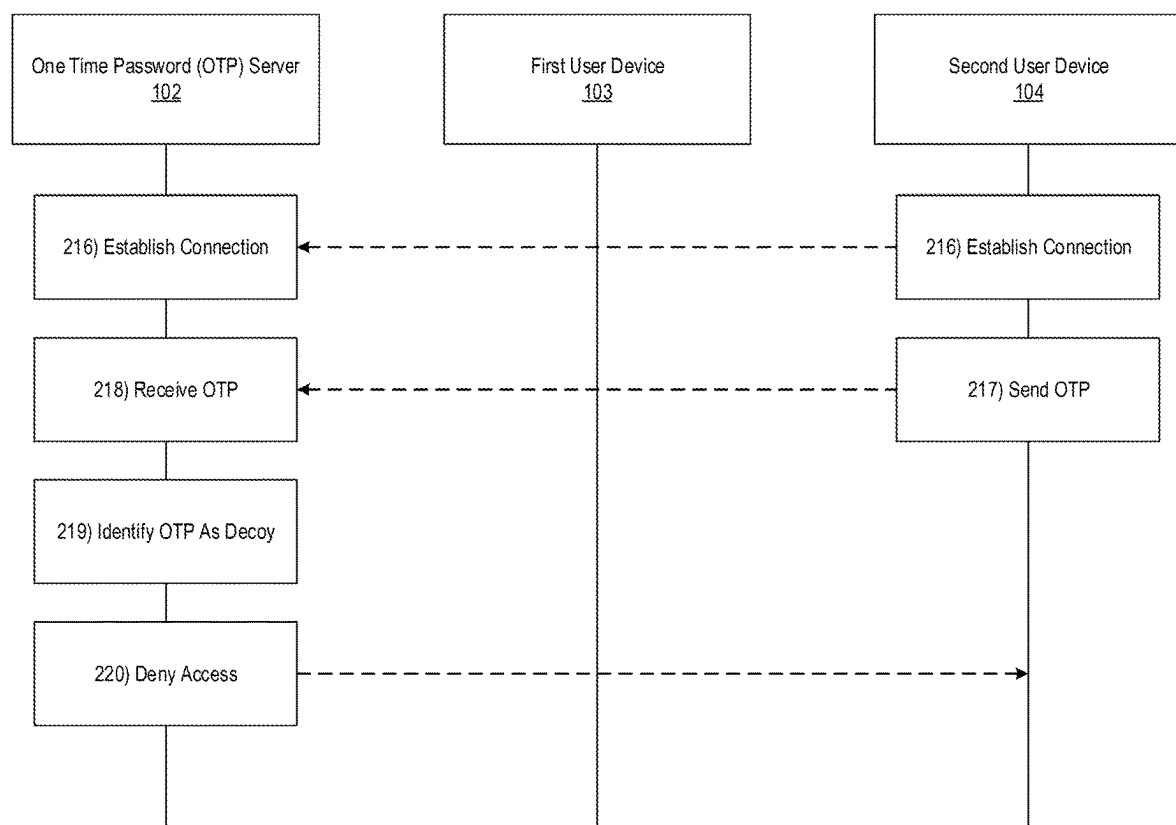 One Time Password (OTP) Server
102
First User Device
103
Second User Device
104
216) Establish Connection
216) Establish Connection
218) Receive OTP
217) Send OTP
219) Identify OTP As Decoy
220) Deny Access